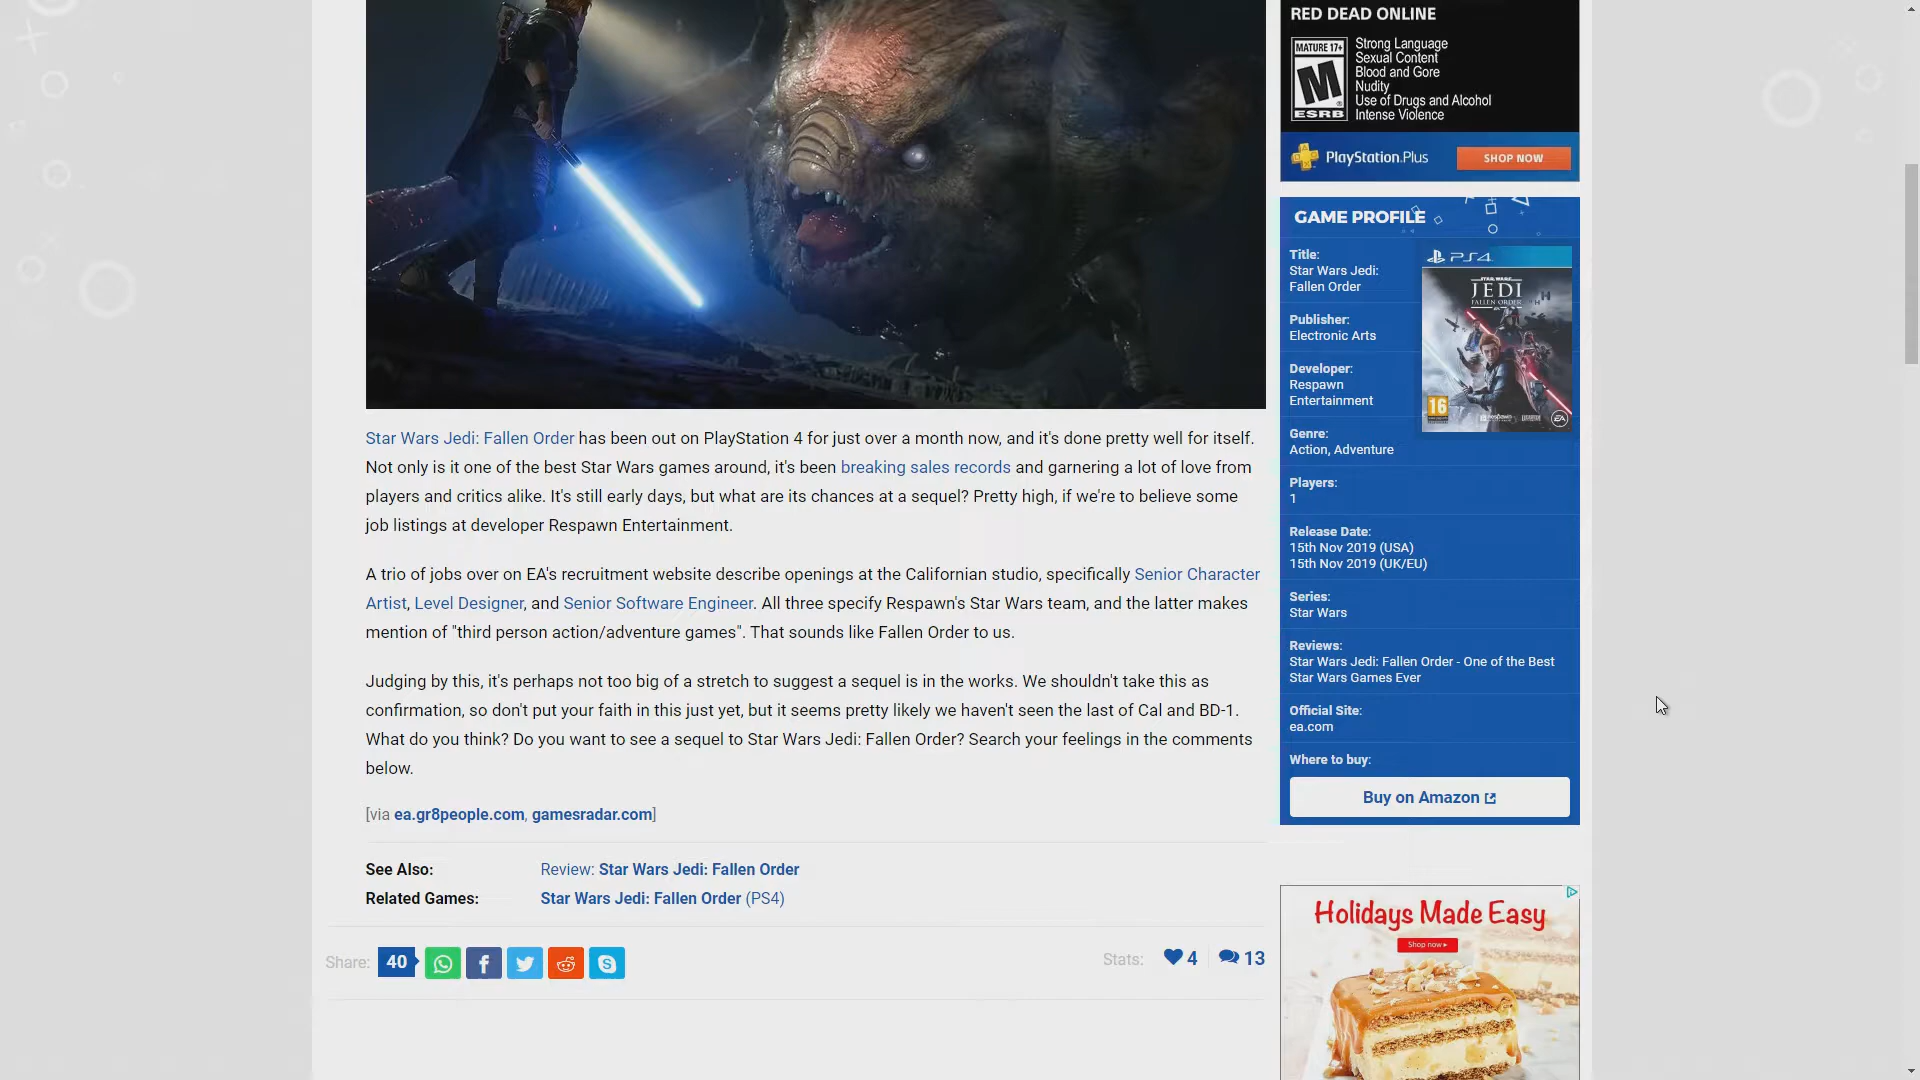 RED DEAD ONLINE
MATURE 17+
M
ESRB
Strong Language
Sexual Content
Blood and Gore
Nudity
Use of Drugs and Alcohol
Intense Violence
PlayStation.Plus
SHOP NOW
GAME PROFILE
Title:
Star Wars Jedi:
Fallen Order
PS4
STAR WARS
JEDI
FALLEN ORDER
16
EA
Publisher:
Electronic Arts
Developer:
Respawn
Entertainment
Genre:
Action, Adventure
Players:
1
Release Date:
15th Nov 2019 (USA)
15th Nov 2019 (UK/EU)
Series:
Star Wars
Reviews:
Star Wars Jedi: Fallen Order - One of the Best
Star Wars Games Ever
Official Site:
ea.com
Where to buy:
Buy on Amazon
Star Wars Jedi: Fallen Order has been out on PlayStation 4 for just over a month now, and it's done pretty well for itself.
Not only is it one of the best Star Wars games around, it's been breaking sales records and garnering a lot of love from
players and critics alike. It's still early days, but what are its chances at a sequel? Pretty high, if we're to believe some
job listings at developer Respawn Entertainment.
A trio of jobs over on EA's recruitment website describe openings at the Californian studio, specifically Senior Character
Artist, Level Designer, and Senior Software Engineer. All three specify Respawn's Star Wars team, and the latter makes
mention of "third person action/adventure games". That sounds like Fallen Order to us.
Judging by this, it's perhaps not too big of a stretch to suggest a sequel is in the works. We shouldn't take this as
confirmation, so don't put your faith in this just yet, but it seems pretty likely we haven't seen the last of Cal and BD-1.
What do you think? Do you want to see a sequel to Star Wars Jedi: Fallen Order? Search your feelings in the comments
below.
[via ea.gr8people.com, gamesradar.com]
See Also: Review: Star Wars Jedi: Fallen Order
Related Games: Star Wars Jedi: Fallen Order (PS4)
Share: 40
Stats: 4 13
Holidays Made Easy
Shop now